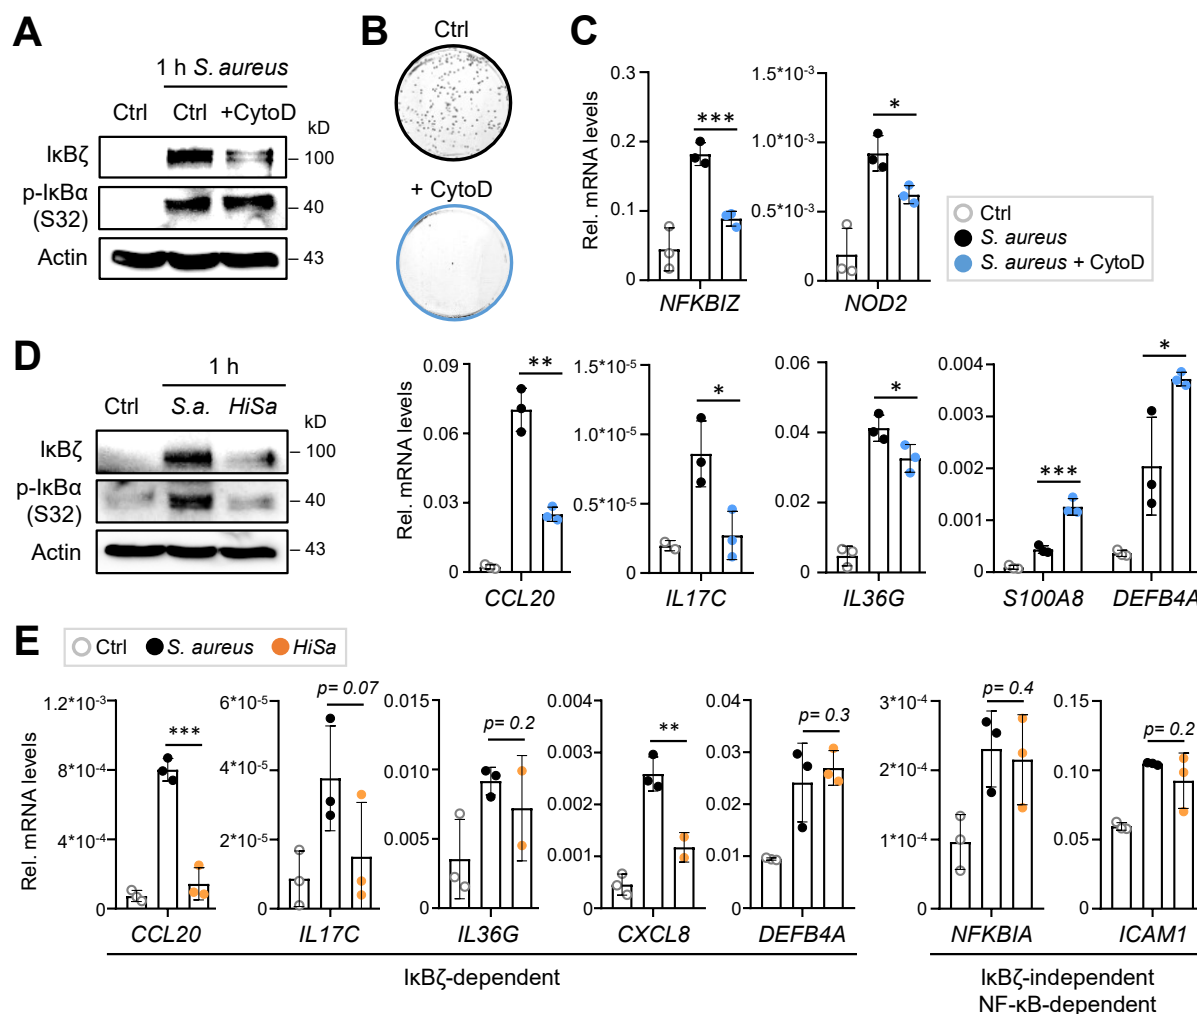 A
1 h S. aureus
Ctrl Ctrl +CytoD
kD
IκBζ
100
p-IκBα
(S32)
40
Actin
43
B
Ctrl
+ CytoD
C
Rel. mRNA levels
0.3
0.2
0.1
0
***
NFKBIZ
1.5*10-3
1.0*10-3
0.5*10-3
0
*
NOD2
Ctrl
S. aureus
S. aureus + CytoD
Rel. mRNA levels
0.09
0.06
0.03
0
**
CCL20
1.5*10-5
1.0*10-5
0.5*10-5
0
*
IL17C
0.06
0.04
0.02
0
*
IL36G
0.004
0.003
0.002
0.001
0
***
*
S100A8 DEFB4A
D
1 h
Ctrl S.a. HiSa
kD
IκBζ
100
p-IκBα
(S32)
40
Actin
43
E
Ctrl S. aureus HiSa
Rel. mRNA levels
1.2*10-3
8*10-4
4*10-4
0
***
CCL20
6*10-5
4*10-5
2*10-5
0
p= 0.07
IL17C
0.015
0.010
0.005
0
p= 0.2
IL36G
0.004
0.003
0.002
0.001
0
**
CXCL8
0.04
0.03
0.02
0.01
0
p= 0.3
DEFB4A
3*10-4
2*10-4
1*10-4
0
p= 0.4
NFKBIA
0.15
0.10
0.05
0
p= 0.2
ICAM1
IκBζ-dependent
IκBζ-independent
NF-κB-dependent